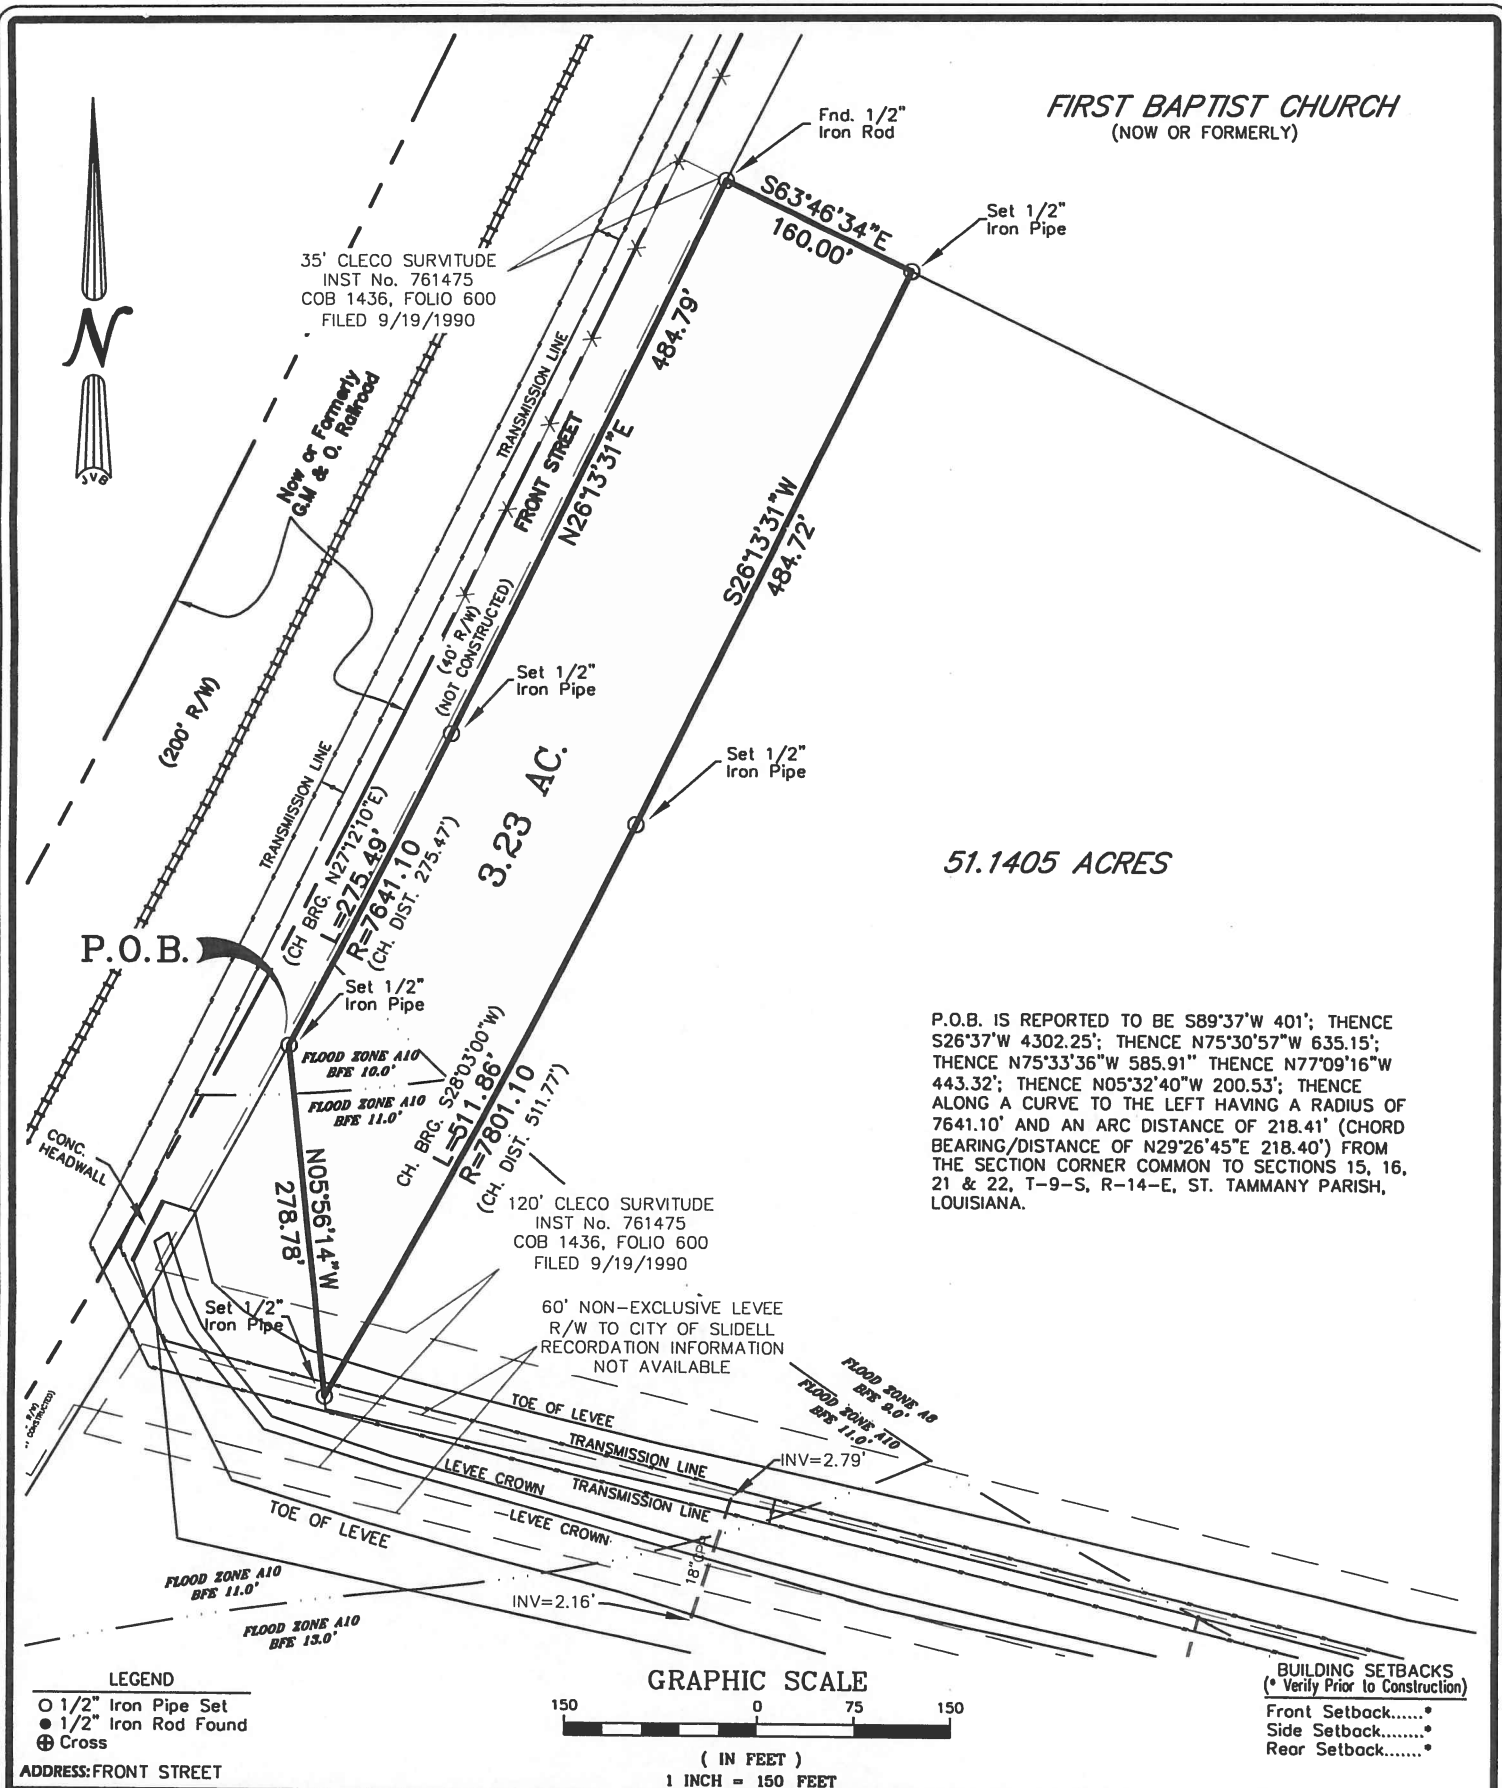 FIRST BAPTIST CHURCH
(NOW OR FORMERLY)
Fnd. 1/2"
Iron Rod
S63°46'34"E
160.00'
Set 1/2"
Iron Pipe
35' CLECO SURVITUDE
INST No. 761475
COB 1436, FOLIO 600
FILED 9/19/1990
N
JVB
484.79'
N26°13'31"E
TRANSMISSION LINE
FRONT STREET
Now or Formerly
G.M & O. Railroad
(40' R/W)
(NOT CONSTRUCTED)
S26°13'31"W
484.72'
Set 1/2"
Iron Pipe
(200' R/W)
Set 1/2"
Iron Pipe
TRANSMISSION LINE
3.23 AC.
(CH BRG. N27°12'10"E)
L=275.49'
R=7641.10
(CH. DIST. 275.47')
51.1405 ACRES
P.O.B.
Set 1/2"
Iron Pipe
FLOOD ZONE A10
BFE 10.0'
FLOOD ZONE A10
BFE 11.0'
CH. BRG. S28°03'00"W)
L=511.86'
R=7801.10
(CH. DIST. 511.77')
P.O.B. IS REPORTED TO BE S89°37'W 401'; THENCE
S26°37'W 4302.25'; THENCE N75°30'57"W 635.15';
THENCE N75°33'36"W 585.91" THENCE N77°09'16"W
443.32'; THENCE N05°32'40"W 200.53'; THENCE
ALONG A CURVE TO THE LEFT HAVING A RADIUS OF
7641.10' AND AN ARC DISTANCE OF 218.41' (CHORD
BEARING/DISTANCE OF N29°26'45"E 218.40') FROM
THE SECTION CORNER COMMON TO SECTIONS 15, 16,
21 & 22, T-9-S, R-14-E, ST. TAMMANY PARISH,
LOUISIANA.
CONC.
HEADWALL
N05°56'14"W
278.78'
120' CLECO SURVITUDE
INST No. 761475
COB 1436, FOLIO 600
FILED 9/19/1990
Set 1/2"
Iron Pipe
60' NON-EXCLUSIVE LEVEE
R/W TO CITY OF SLIDELL
RECORDATION INFORMATION
NOT AVAILABLE
FLOOD ZONE A8
BFE 9.0'
FLOOD ZONE A10
BFE 11.0'
R/W)
CONSTRUCTED)
TOE OF LEVEE
TRANSMISSION LINE
INV=2.79'
LEVEE CROWN
TRANSMISSION LINE
TOE OF LEVEE
LEVEE CROWN
18"
FLOOD ZONE A10
BFE 11.0'
INV=2.16'
FLOOD ZONE A10
BFE 13.0'
LEGEND
1/2" Iron Pipe Set
1/2" Iron Rod Found
Cross
ADDRESS: FRONT STREET
GRAPHIC SCALE
150 0 75 150
( IN FEET )
1 INCH = 150 FEET
BUILDING SETBACKS
(* Verify Prior to Construction)
Front Setback......*
Side Setback........*
Rear Setback.......*